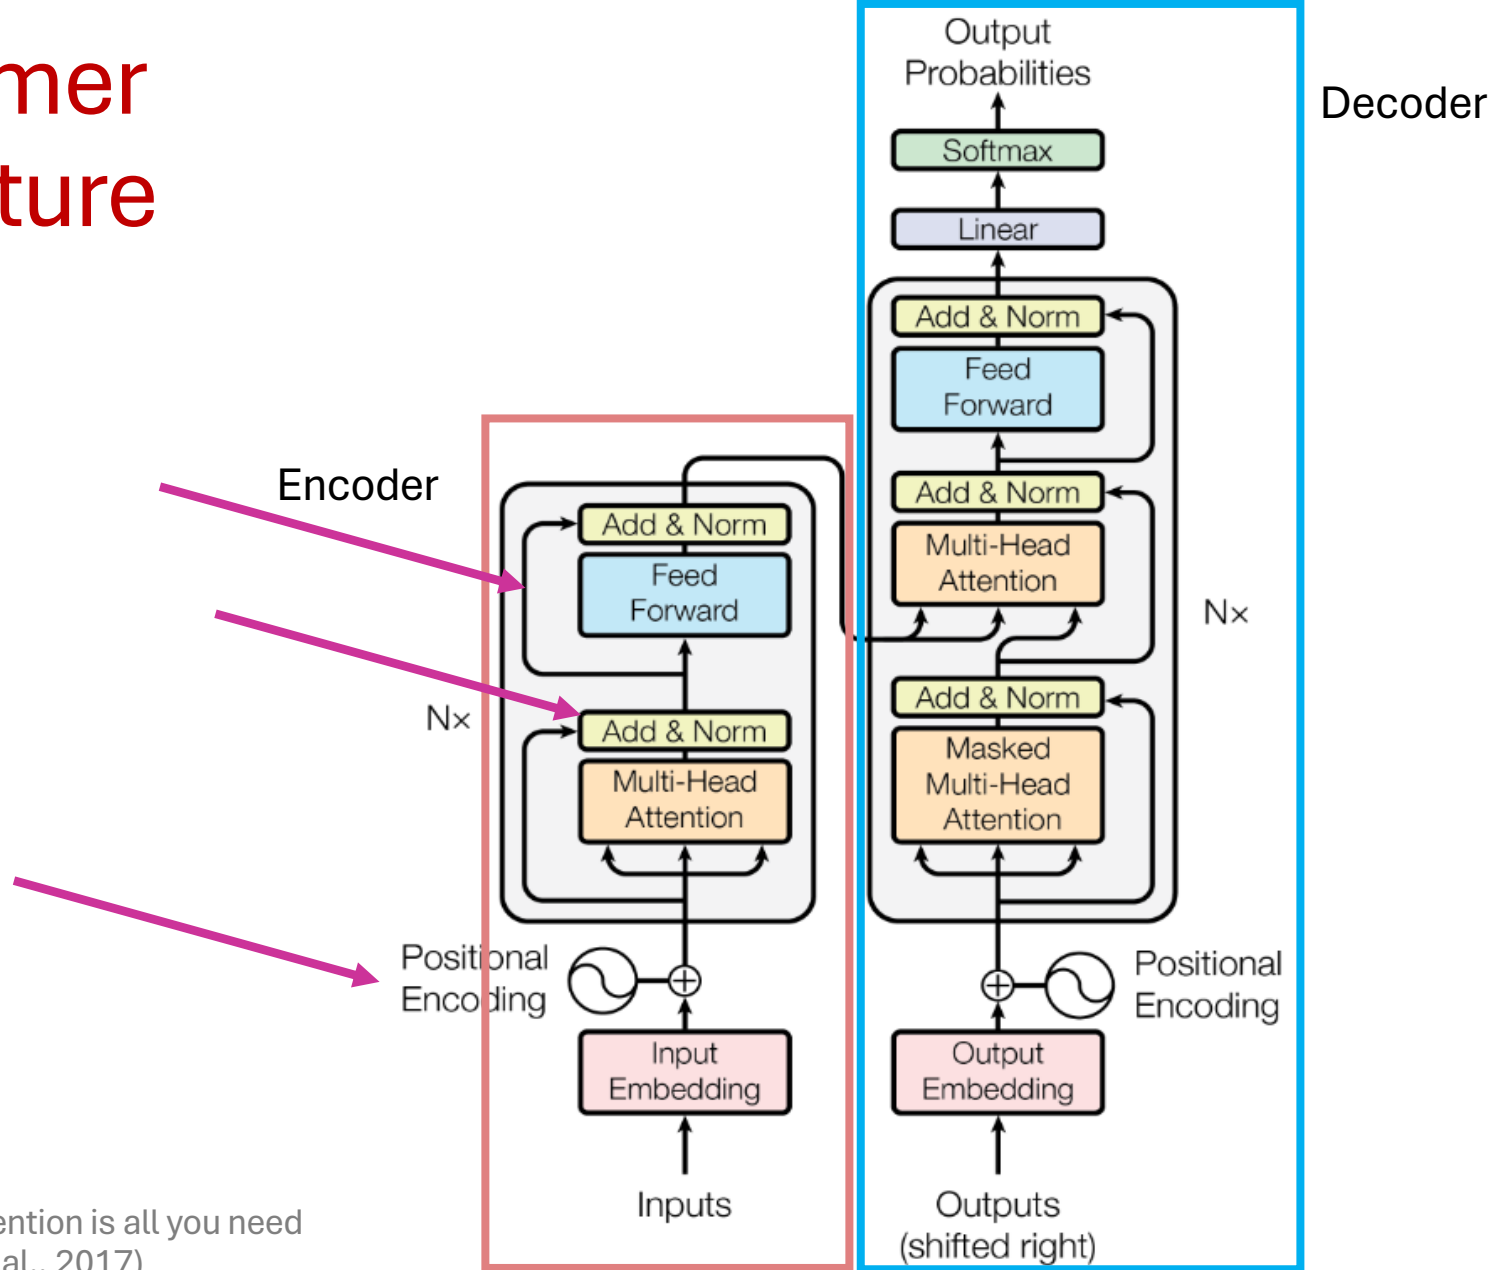 mer
ture
Encoder
Add & Norm
Feed
Forward
Nx
Add & Norm
Multi-Head
Attention
Positional
Encoding
Input
Embedding
Inputs
Decoder
Output
Probabilities
Softmax
Linear
Add & Norm
Feed
Forward
Add & Norm
Multi-Head
Attention
N×
Add & Norm
Masked
Multi-Head
Attention
Positional
Encoding
Output
Embedding
Outputs
(shifted right)
ention is all you need
al., 2017)